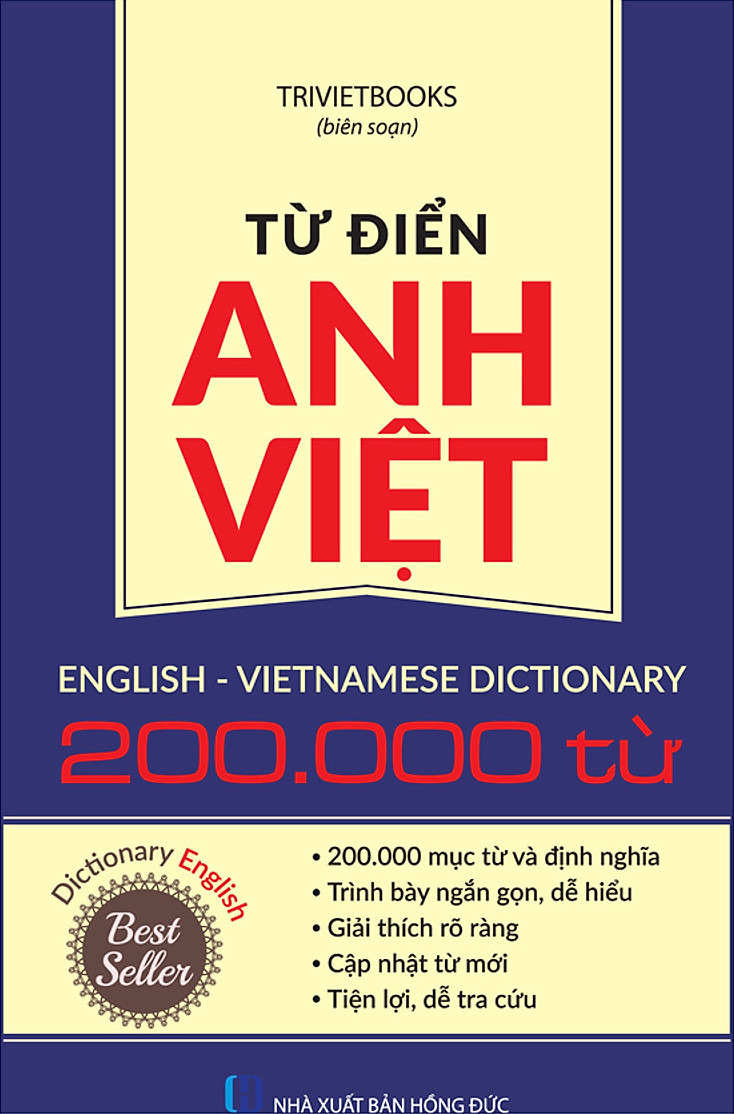 TRIVIETBOOKS
(biên soạn)
TỪ ĐIỂN
ANH
VIỆT
ENGLISH - VIETNAMESE DICTIONARY
200.000 từ
Dictionary English
Best
Seller
• 200.000 mục từ và định nghĩa
• Trình bày ngắn gọn, dễ hiểu
• Giải thích rõ ràng
• Cập nhật từ mới
• Tiện lợi, dễ tra cứu
NHÀ XUẤT BẢN HỒNG ĐỨC